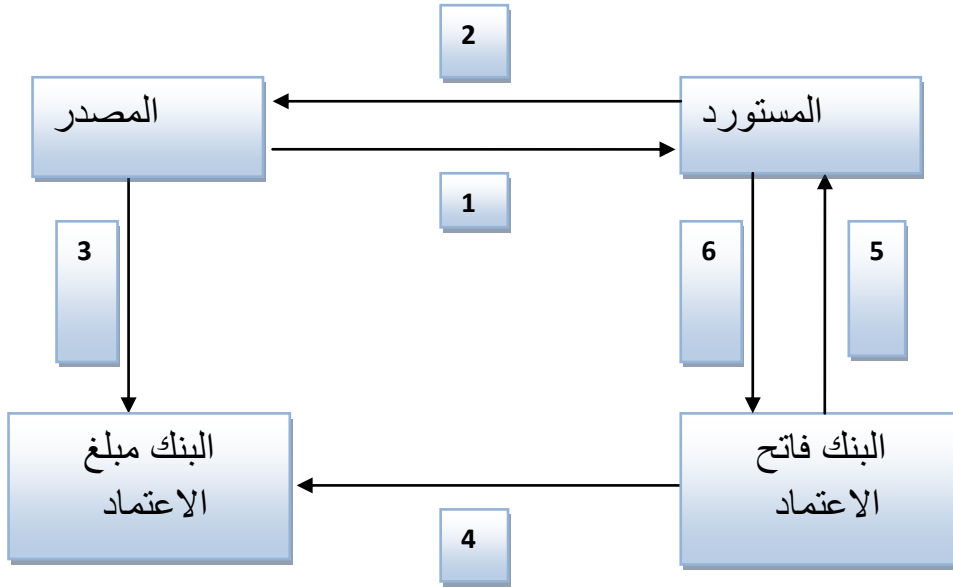 2
المصدر
المستورد
1
3
6
5
البنك مبلغ
الاعتماد
البنك فاتح
الاعتماد
4